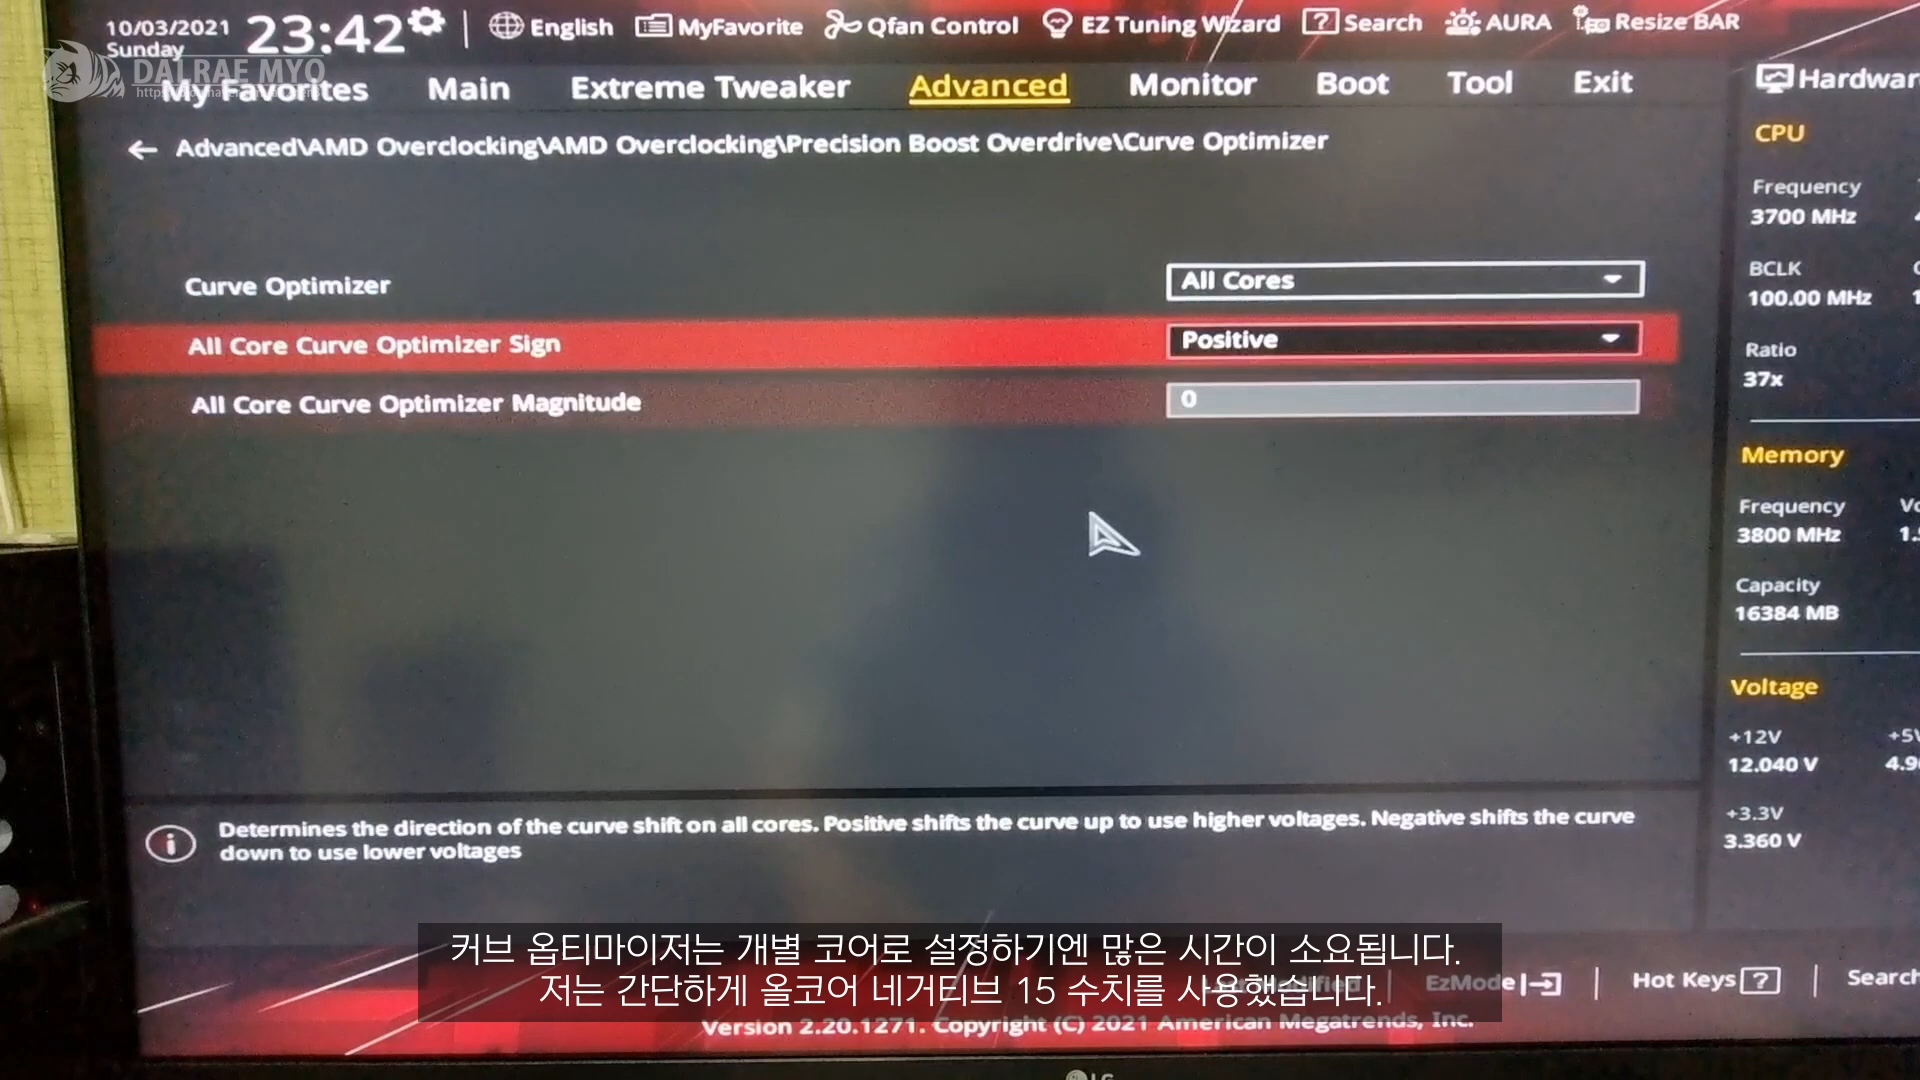 10/03/2021
Sunday
23:42
English
MyFavorite
Qfan Control
EZ Tuning Wizard
Search
AURA
Resize BAR
DALRAE MYO
My Favorites
Main
Extreme Tweaker
Advanced
Monitor
Boot
Tool
Exit
Advanced\AMD Overclocking\AMD Overclocking\Precision Boost Overdrive\Curve Optimizer
Curve Optimizer
All Cores
All Core Curve Optimizer Sign
Positive
All Core Curve Optimizer Magnitude
0
Hardwar
CPU
Frequency
3700 MHz
BCLK
100.00 MHz
Ratio
37x
Memory
Frequency
3800 MHz
Capacity
16384 MB
Voltage
+12V
12.040 V
+5V
4.9
+3.3V
3.360 V
Determines the direction of the curve shift on all cores. Positive shifts the curve up to use higher voltages. Negative shifts the curve
down to use lower voltages
커브 옵티마이저는 개별 코어로 설정하기엔 많은 시간이 소요됩니다.
저는 간단하게 올코어 네거티브 15 수치를 사용했습니다.
EzMode
Hot Keys ?
Search
Version 2.20.1271. Copyright (C) 2021 American Megatrends, Inc.
LG